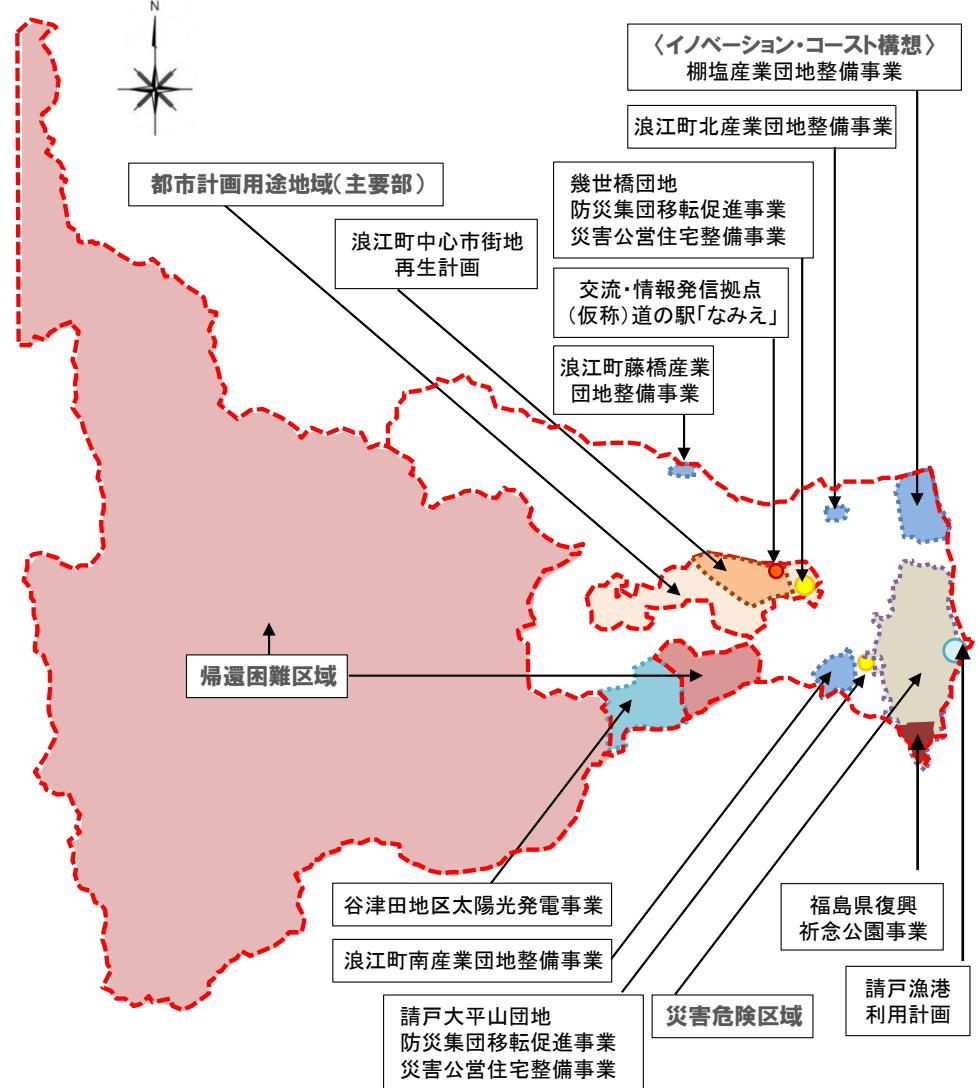 N
〈イノベーション・コースト構想〉
棚塩産業団地整備事業
浪江町北産業団地整備事業
都市計画用途地域(主要部)
幾世橋団地
防災集団移転促進事業
災害公営住宅整備事業
浪江町中心市街地
再生計画
交流・情報発信拠点
(仮称)道の駅「なみえ」
浪江町藤橋産業
団地整備事業
帰還困難区域
谷津田地区太陽光発電事業
福島県復興
祈念公園事業
浪江町南産業団地整備事業
請戸漁港
利用計画
請戸大平山団地
防災集団移転促進事業
災害公営住宅整備事業
災害危険区域